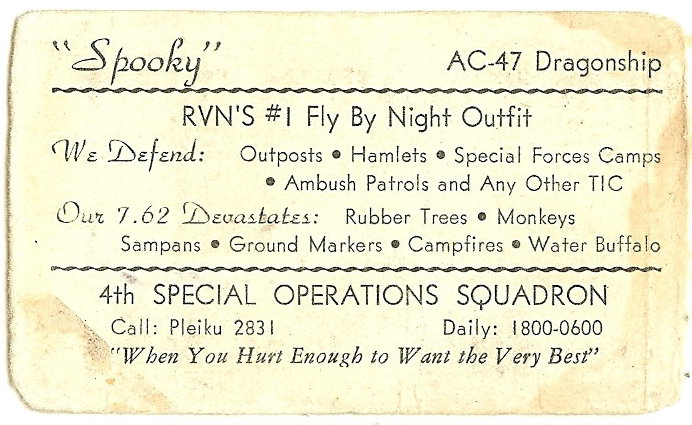 "Spooky" AC-47 Dragonship
RVN'S #1 Fly By Night Outfit
We Defend: Outposts • Hamlets • Special Forces Camps
• Ambush Patrols and Any Other TIC
Our 7.62 Devastates: Rubber Trees • Monkeys
Sampans • Ground Markers • Campfires • Water Buffalo
4th SPECIAL OPERATIONS SQUADRON
Call: Pleiku 2831 Daily: 1800-0600
"When You Hurt Enough to Want the Very Best"